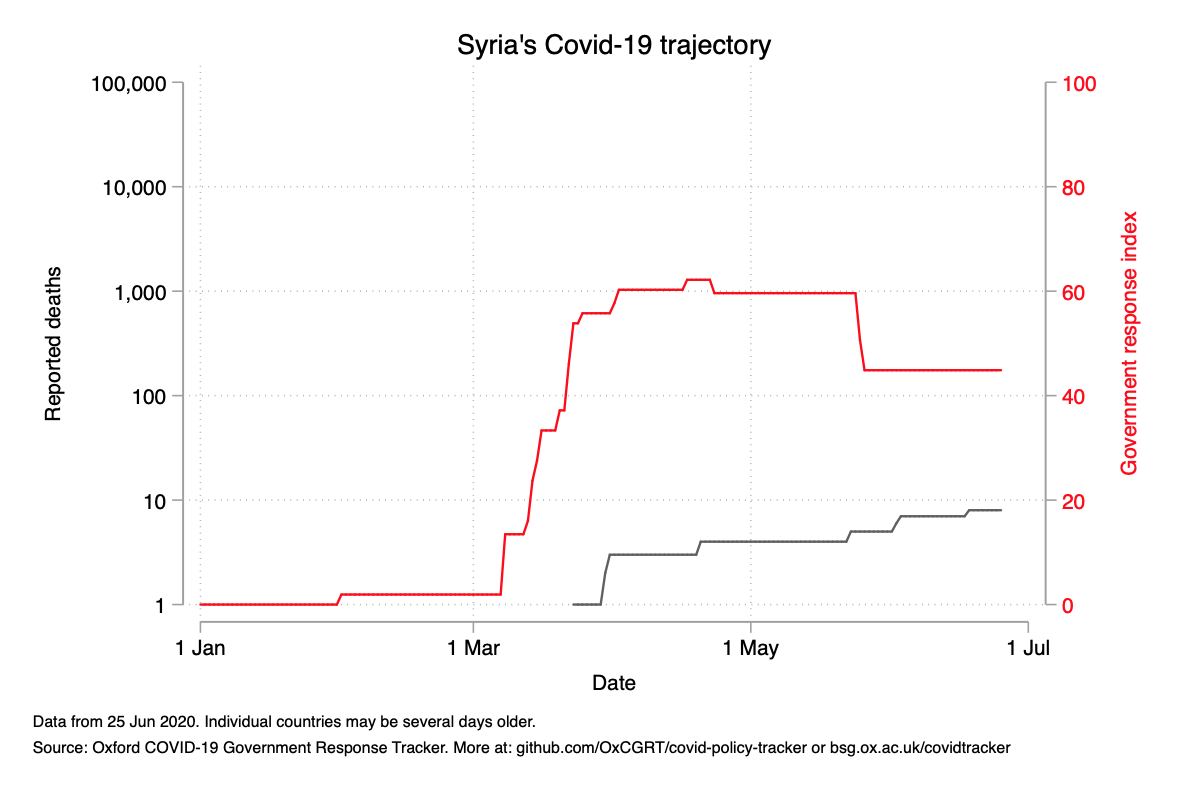 Syria's Covid-19 trajectory
100,000
10,000
1,000
100
10
1
Reported deaths
100
80
60
40
20
0
Government response index
1 Jan
1 Mar
1 May
1 Jul
Date
Data from 25 Jun 2020. Individual countries may be several days older.
Source: Oxford COVID-19 Government Response Tracker. More at: github.com/OxCGRT/covid-policy-tracker or bsg.ox.ac.uk/covidtracker